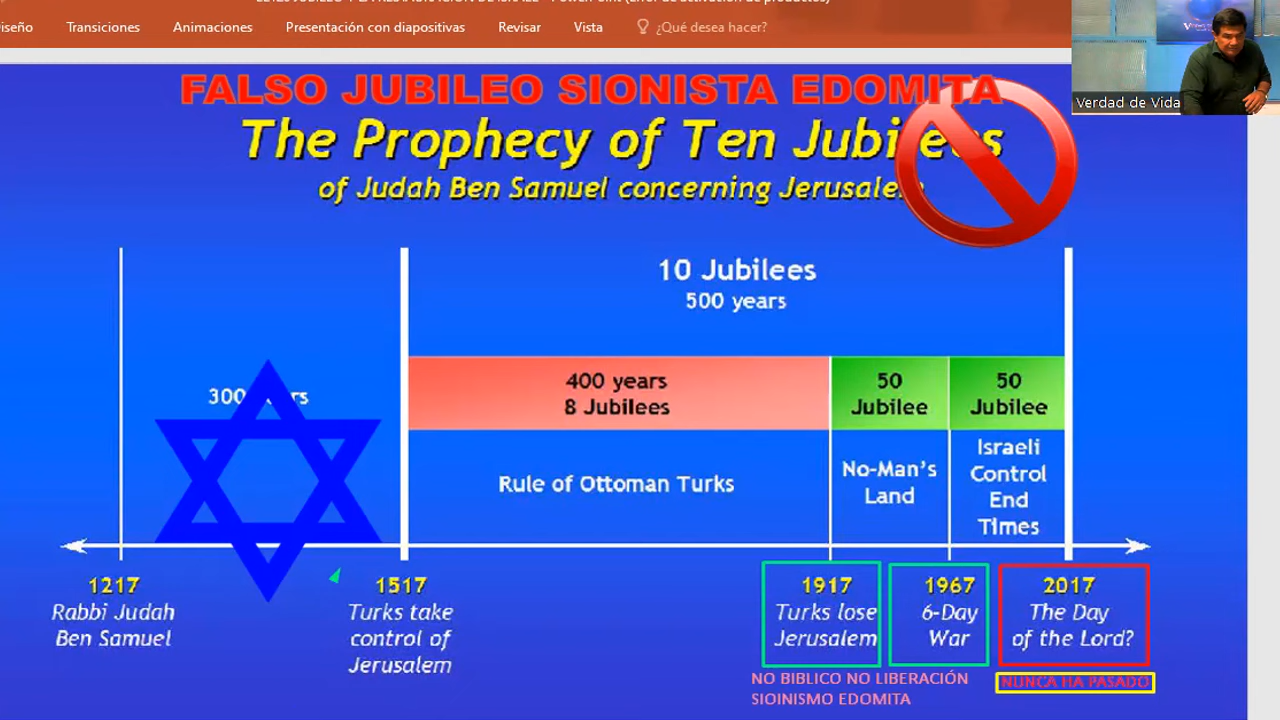 iseño Transiciones Animaciones Presentación con diapositivas Revisar Vista ¿Qué desea hacer?
Verdad de Vida
FALSO JUBILEO SIONISTA EDOMITA
The Prophecy of Ten Jubilees
of Judah Ben Samuel concerning Jerusalem
10 Jubilees
500 years
300 years
400 years
8 Jubilees
50
Jubilee
50
Jubilee
Rule of Ottoman Turks
No-Man's
Land
Israeli
Control
End
Times
1217
Rabbi Judah
Ben Samuel
1517
Turks take
control of
Jerusalem
1917
Turks lose
Jerusalem
1967
6-Day
War
2017
The Day
of the Lord?
NO BIBLICO NO LIBERACIÓN
SIOINISMO EDOMITA
NUNCA HA PASADO